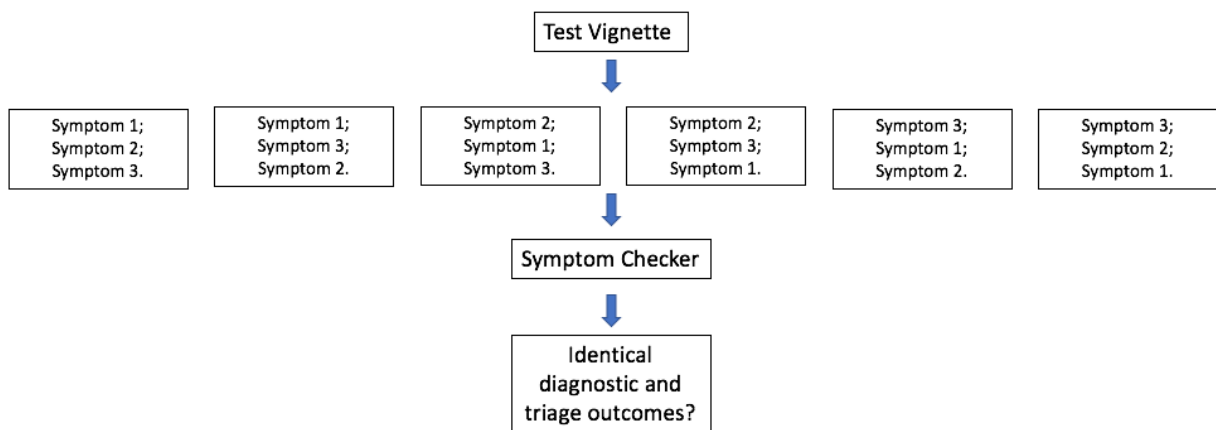 Test Vignette
Symptom 1;
Symptom 2;
Symptom 3.
Symptom 1;
Symptom 3;
Symptom 2.
Symptom 2;
Symptom 1;
Symptom 3.
Symptom 2;
Symptom 3;
Symptom 1.
Symptom 3;
Symptom 1;
Symptom 2.
Symptom 3;
Symptom 2;
Symptom 1.
Symptom Checker
Identical
diagnostic and
triage outcomes?